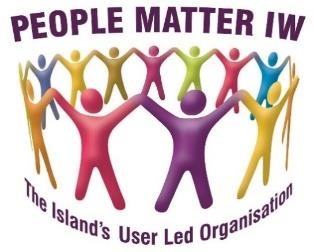 PEOPLE MATTER IW
The Island's User Led Organisation